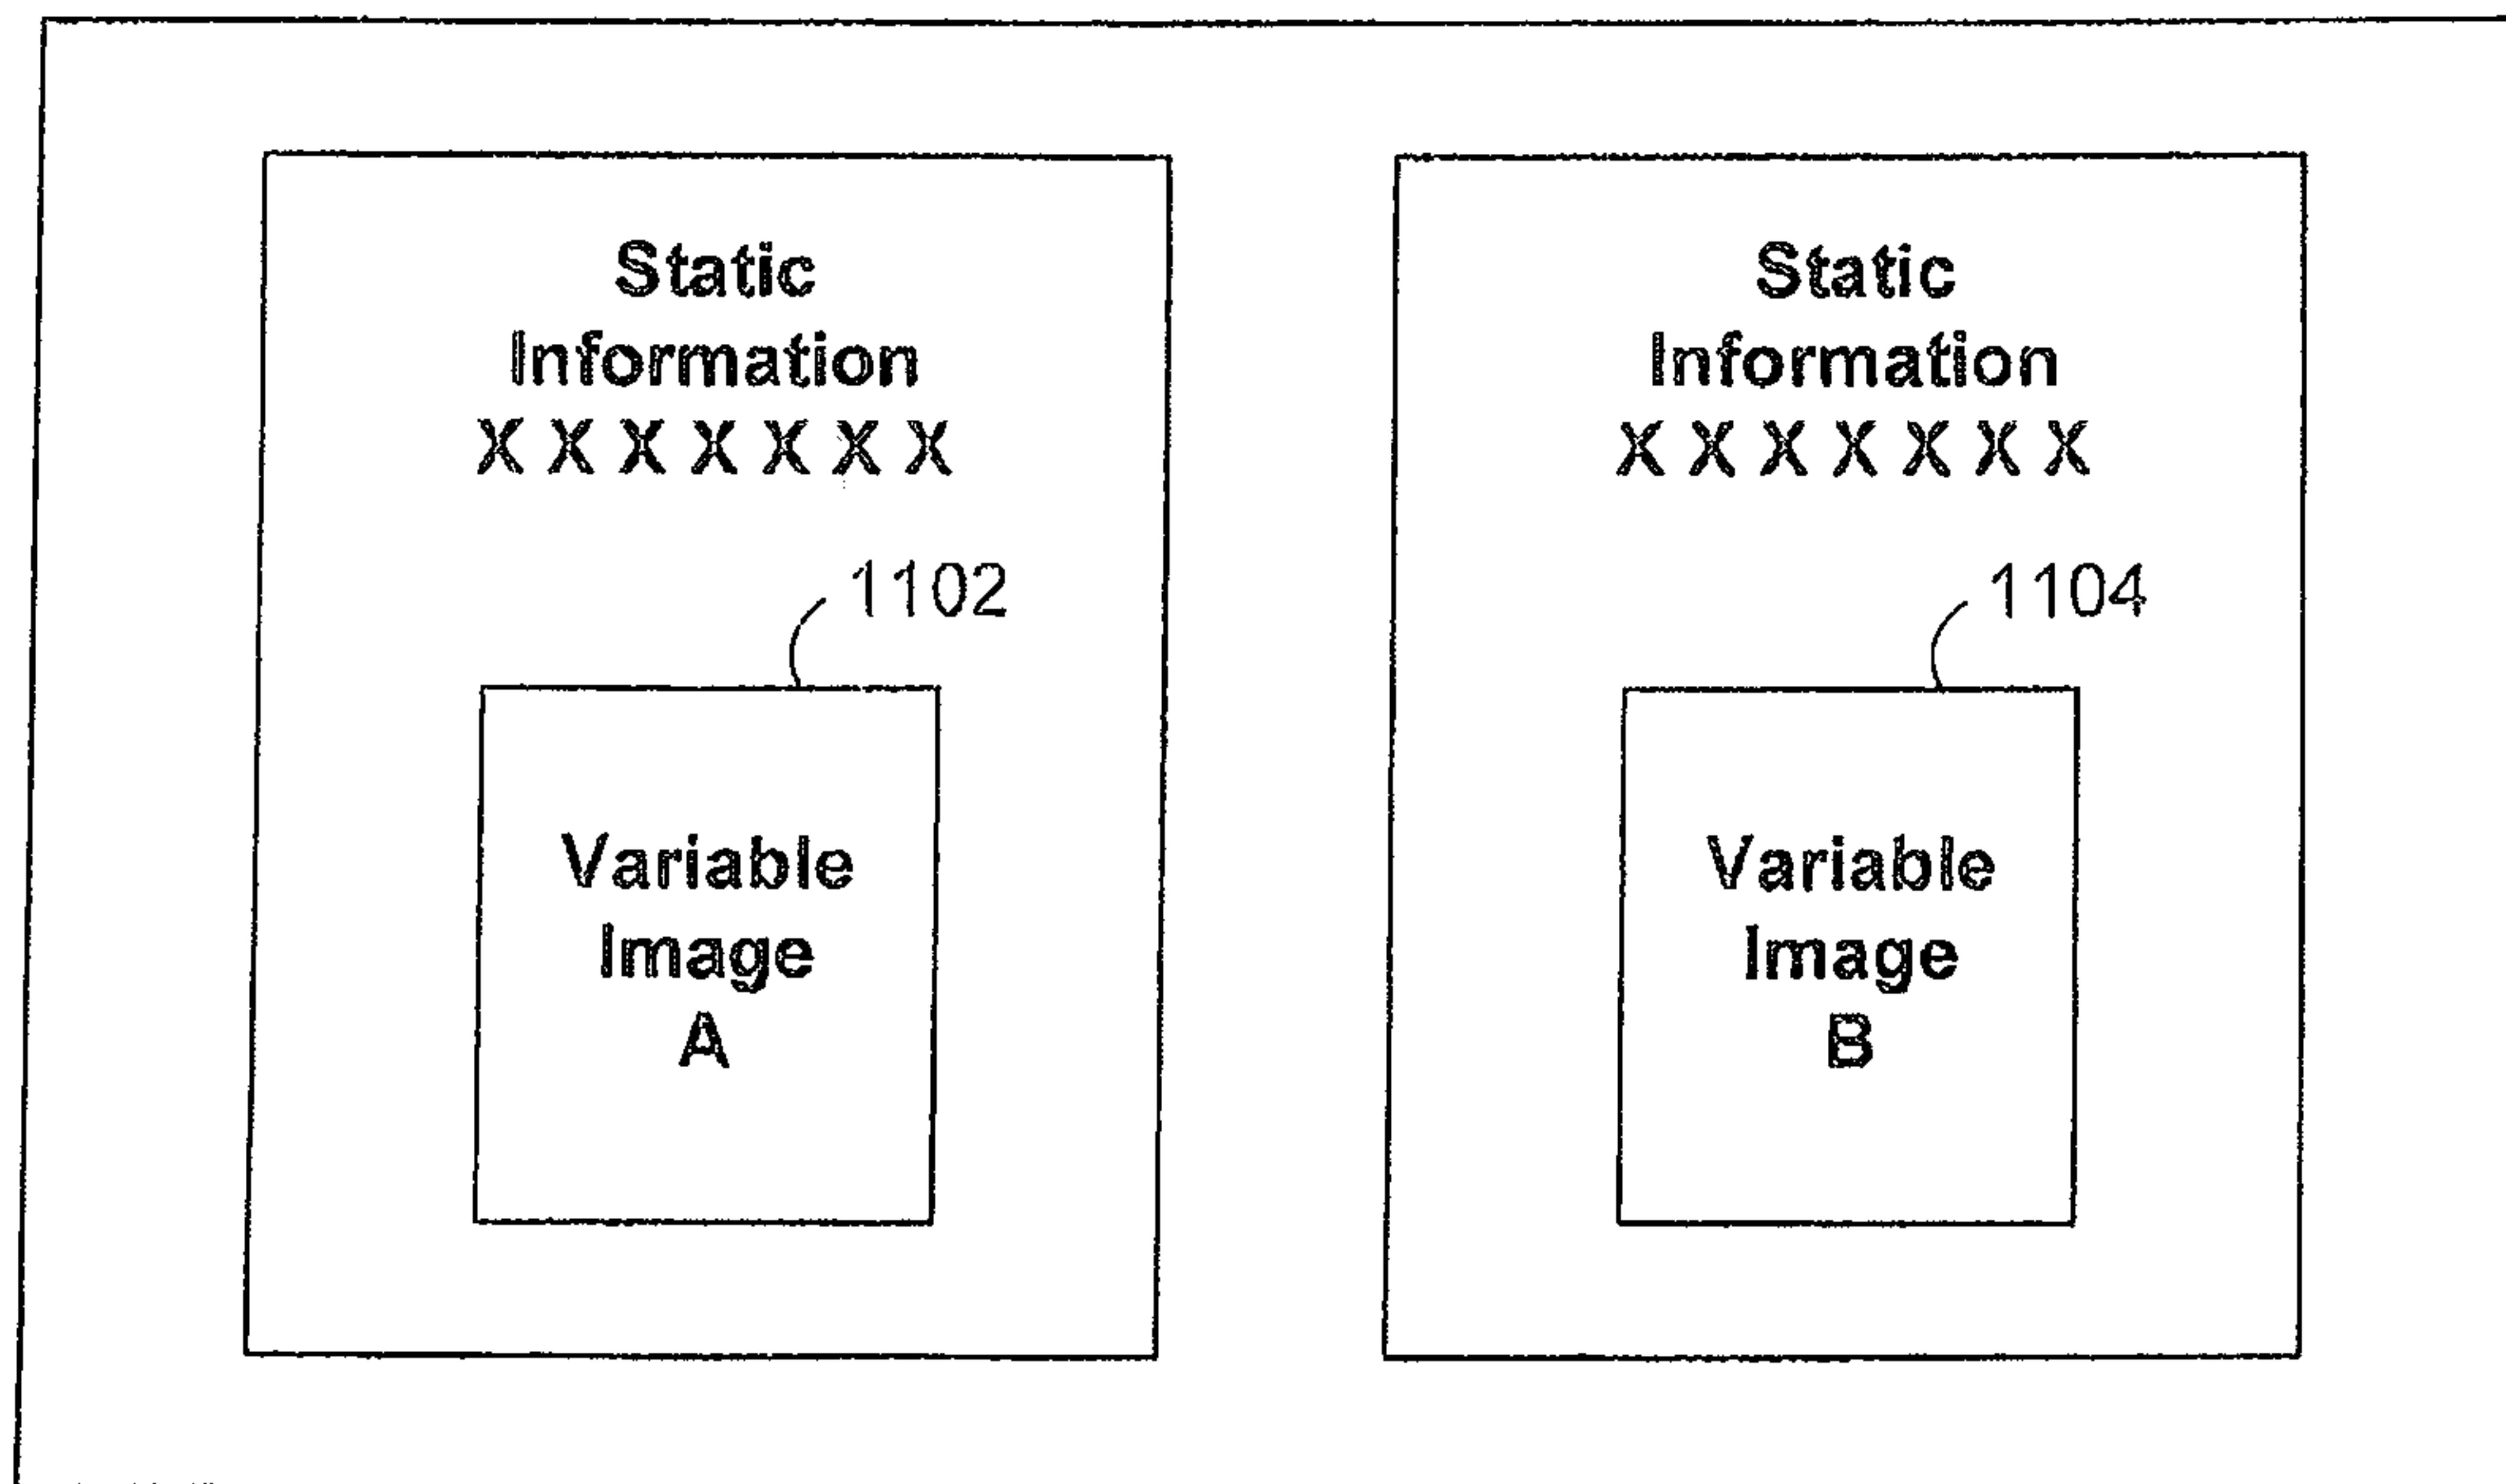 Static
Information
X X X X X X X
1102
Variable
Image
A
Static
Information
X X X X X X X
1104
Variable
Image
B